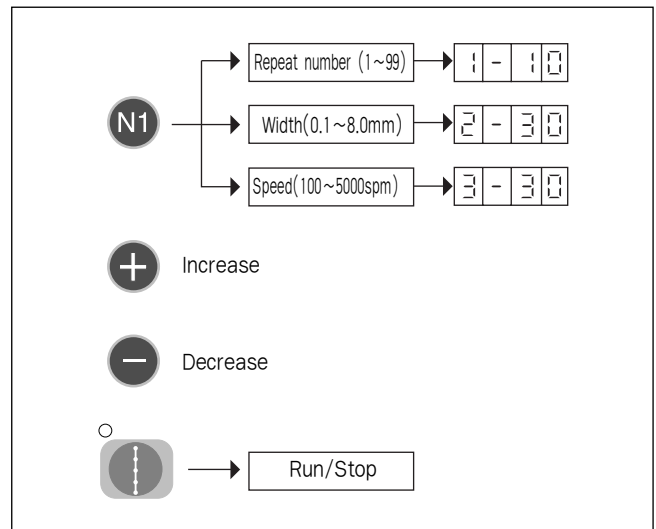 Repeat number (1~99) 1 - 10
N1 Width(0.1~8.0mm) 2 - 30
Speed(100~5000spm) 3 - 30
+ Increase
- Decrease
Run/Stop